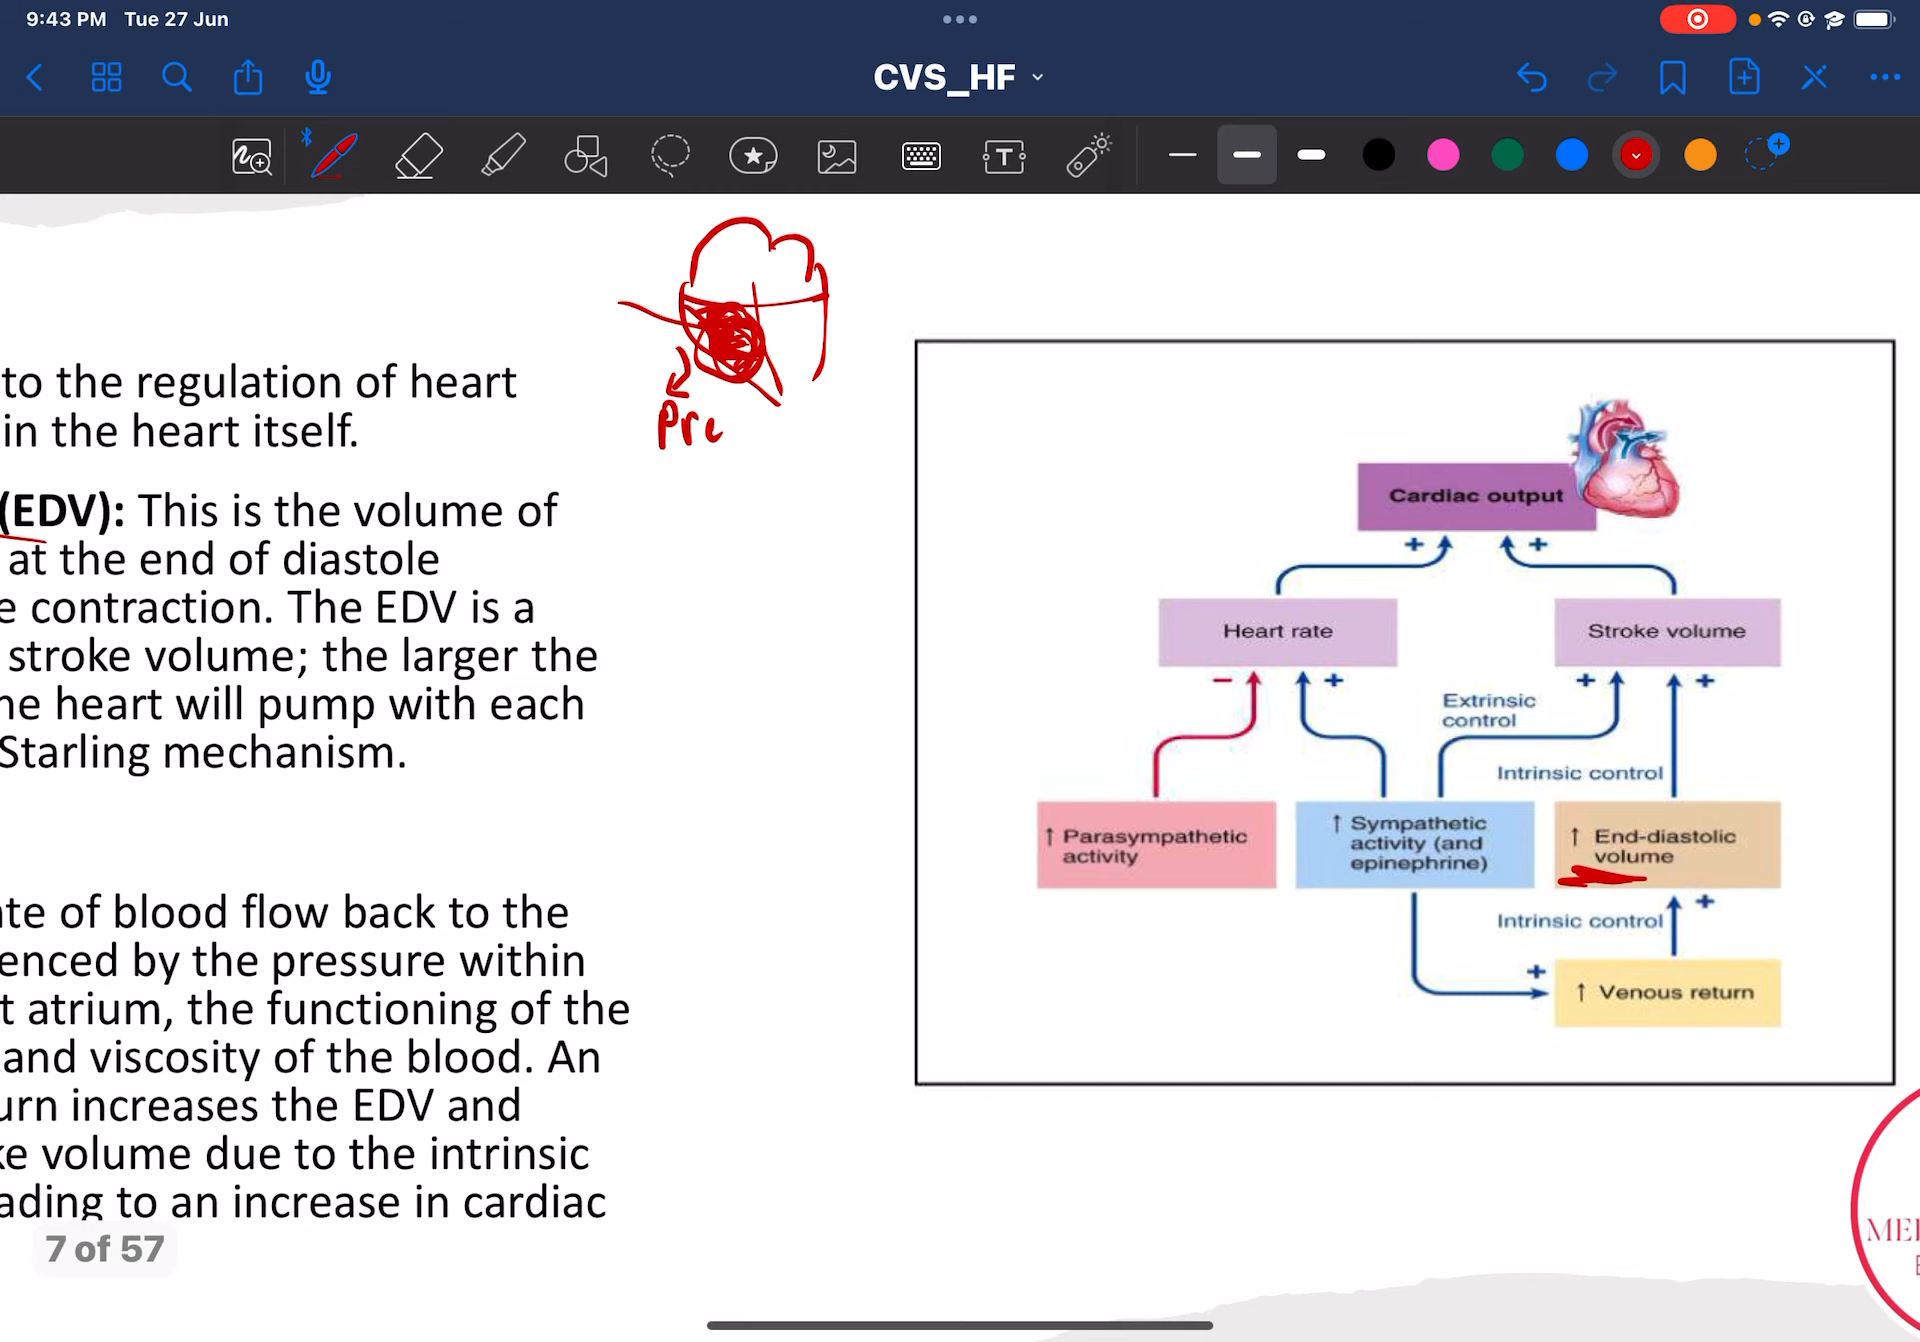 9:43 PM Tue 27 Jun
CVS_HF
to the regulation of heart
in the heart itself.
(EDV): This is the volume of
at the end of diastole
contraction. The EDV is a
stroke volume; the larger the
heart will pump with each
Starling mechanism.
of blood flow back to the
by the pressure within
atrium, the functioning of the
and viscosity of the blood. An
increases the EDV and
volume due to the intrinsic
to an increase in cardiac
7 of 57
Pre
Cardiac output
+ +
Heart rate
Stroke volume
− +
+ +
Extrinsic
control
Intrinsic control
↑ Parasympathetic
activity
↑ Sympathetic
activity (and
epinephrine)
↑ End-diastolic
volume
+
Intrinsic control
+
↑ Venous return